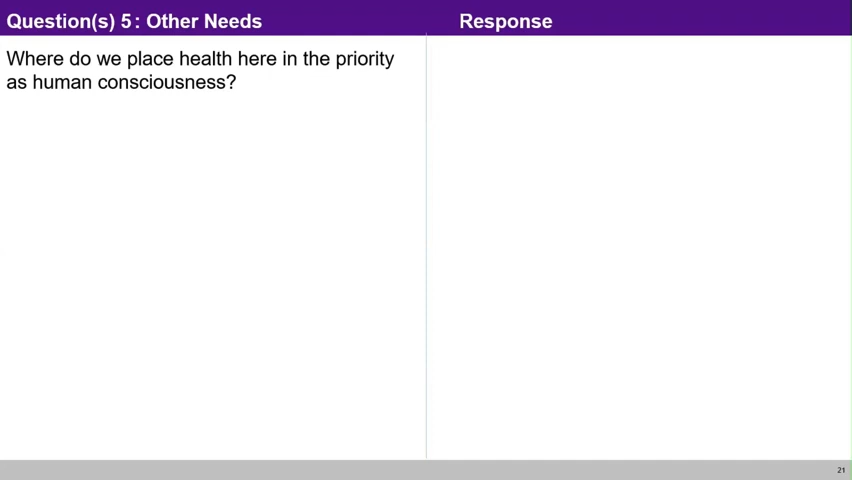 Question(s) 5: Other Needs
Response
Where do we place health here in the priority
as human consciousness?
21